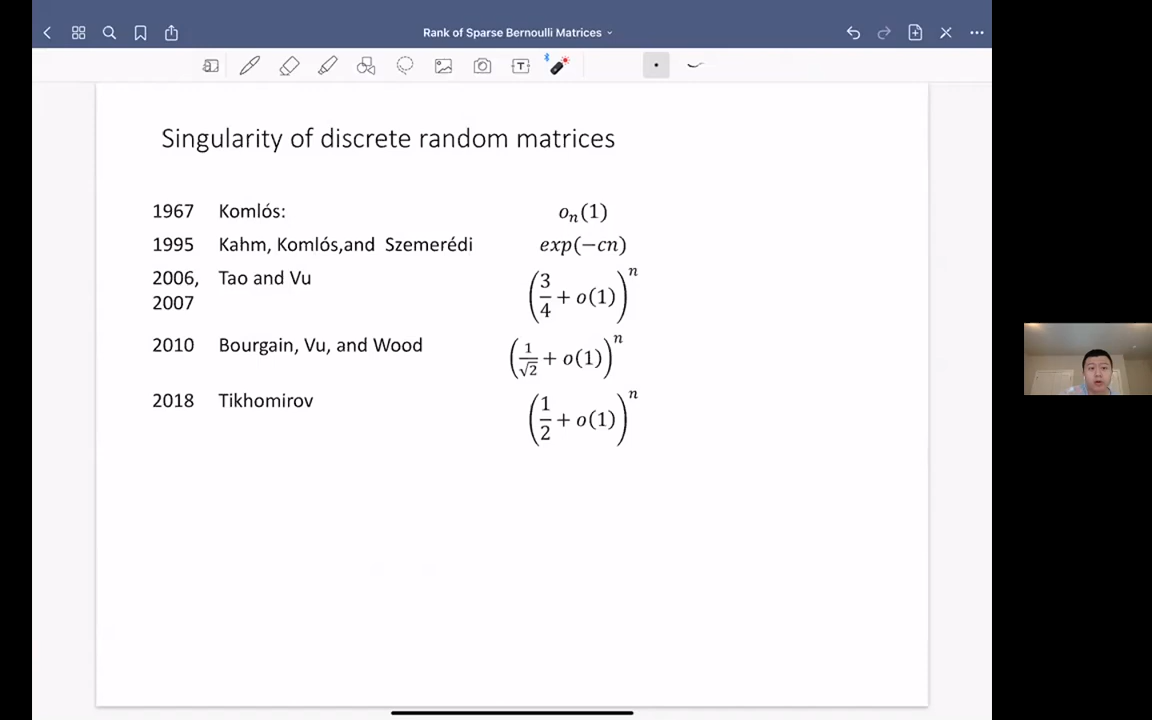 Rank of Sparse Bernoulli Matrices
T
Singularity of discrete random matrices
1967 Komlós: oₙ(1)
1995 Kahm, Komlós,and Szemerédi exp(−cn)
2006, 2007 Tao and Vu (3/4 + o(1))ⁿ
2010 Bourgain, Vu, and Wood (1/√2 + o(1))ⁿ
2018 Tikhomirov (1/2 + o(1))ⁿ